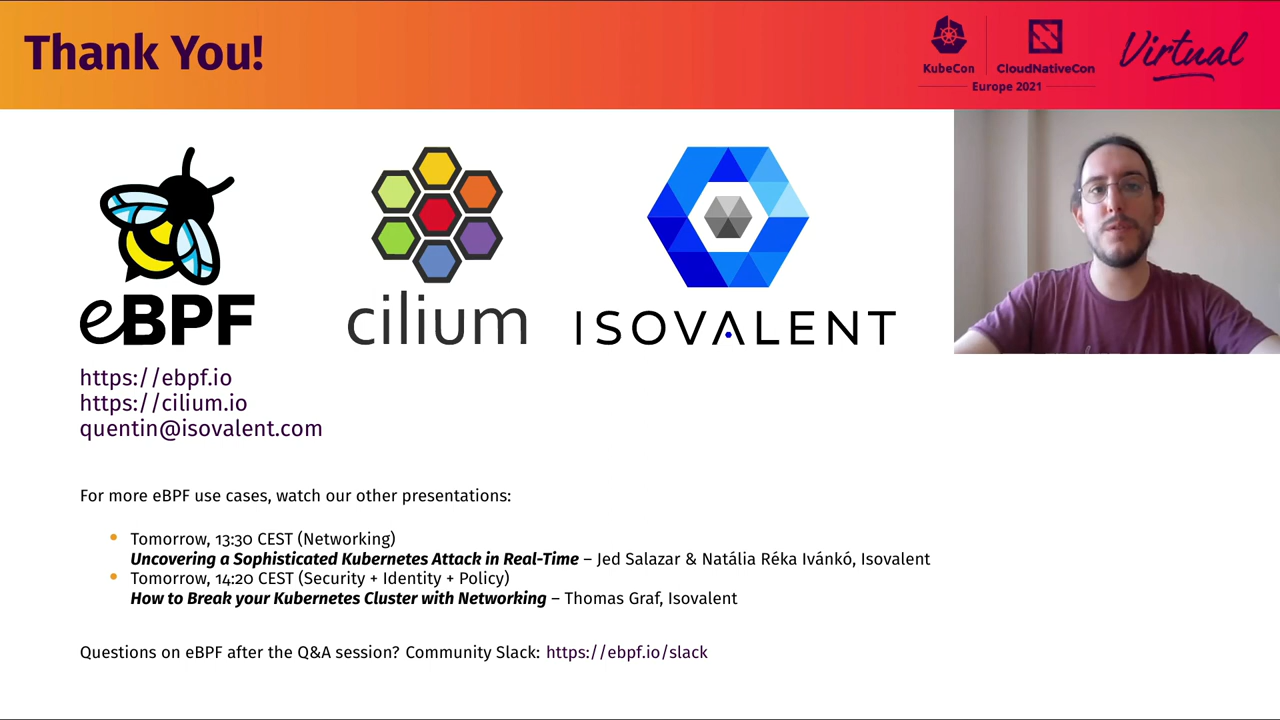 Thank You!
KubeCon
CloudNativeCon
Europe 2021
Virtual
eBPF
cilium
ISOVALENT
https://ebpf.io
https://cilium.io
quentin@isovalent.com
For more eBPF use cases, watch our other presentations:
• Tomorrow, 13:30 CEST (Networking)
Uncovering a Sophisticated Kubernetes Attack in Real-Time – Jed Salazar & Natália Réka Ivánkó, Isovalent
• Tomorrow, 14:20 CEST (Security + Identity + Policy)
How to Break your Kubernetes Cluster with Networking – Thomas Graf, Isovalent
Questions on eBPF after the Q&A session? Community Slack: https://ebpf.io/slack